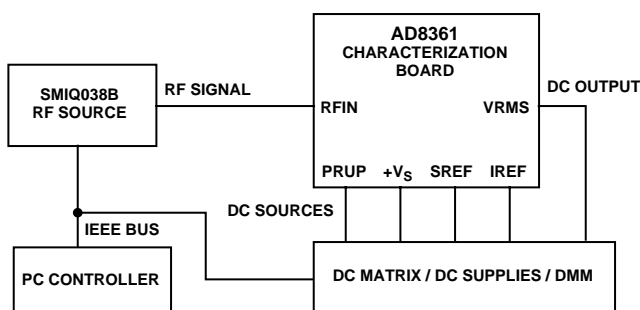 AD8361
CHARACTERIZATION
BOARD
DC OUTPUT
SMIQ038B
RF SOURCE
RF SIGNAL
RFIN
VRMS
PRUP
+VS
SREF
IREF
DC SOURCES
IEEE BUS
PC CONTROLLER
DC MATRIX / DC SUPPLIES / DMM